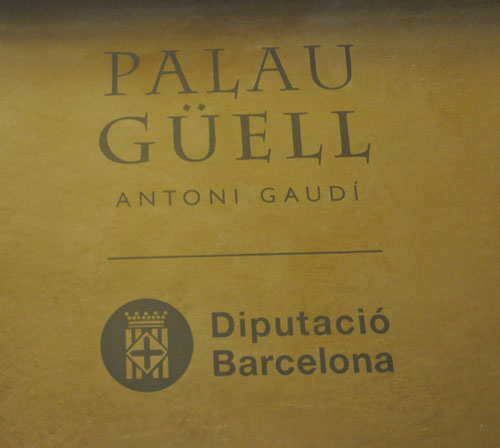 PALAU
GÜELL
ANTONI GAUDÍ
Diputació
Barcelona